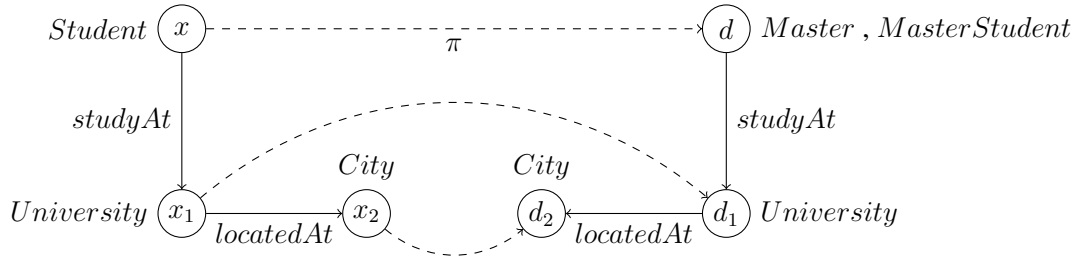 Student x d Master , MasterStudent
π
studyAt studyAt
City City
University x₁ x₂ d₂ d₁ University
locatedAt locatedAt